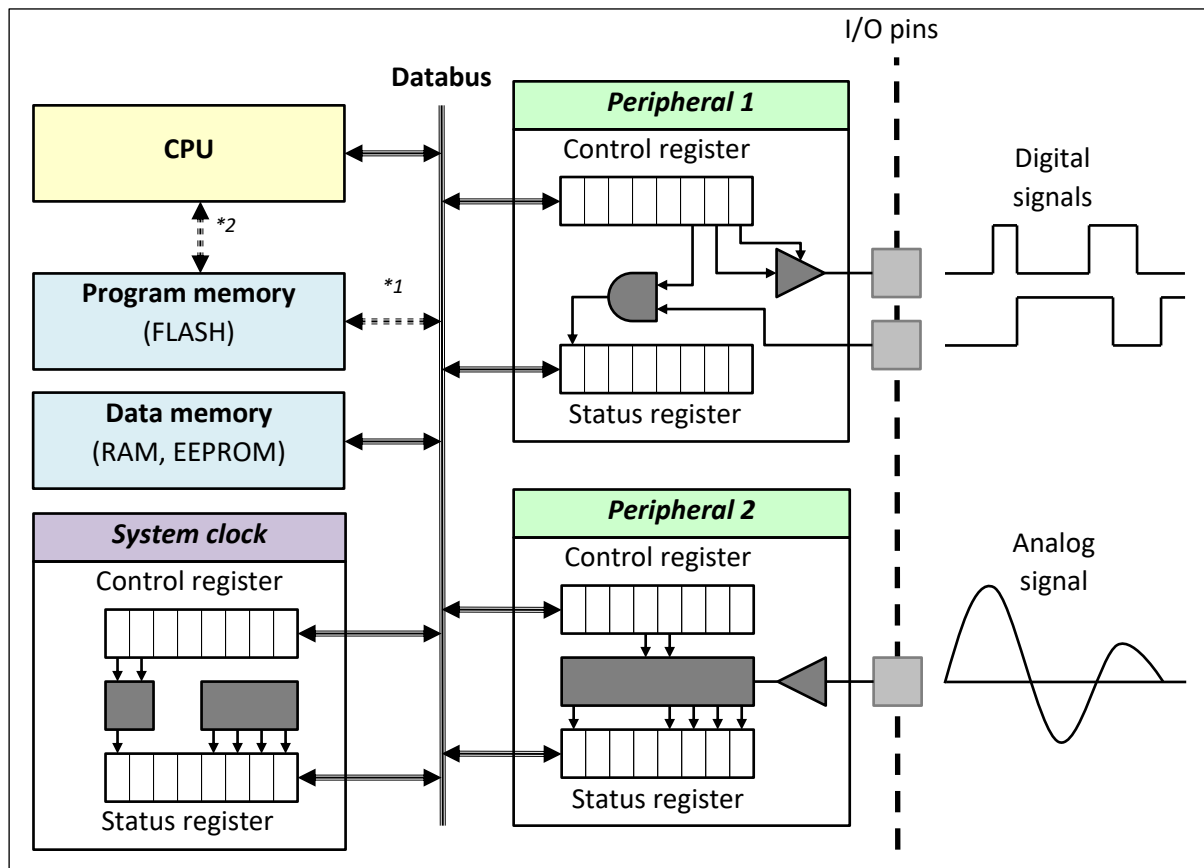 I/O pins
Databus
CPU
*2
Program memory
(FLASH)
*1
Data memory
(RAM, EEPROM)
System clock
Control register
Status register
Peripheral 1
Control register
Status register
Peripheral 2
Control register
Status register
Digital
signals
Analog
signal